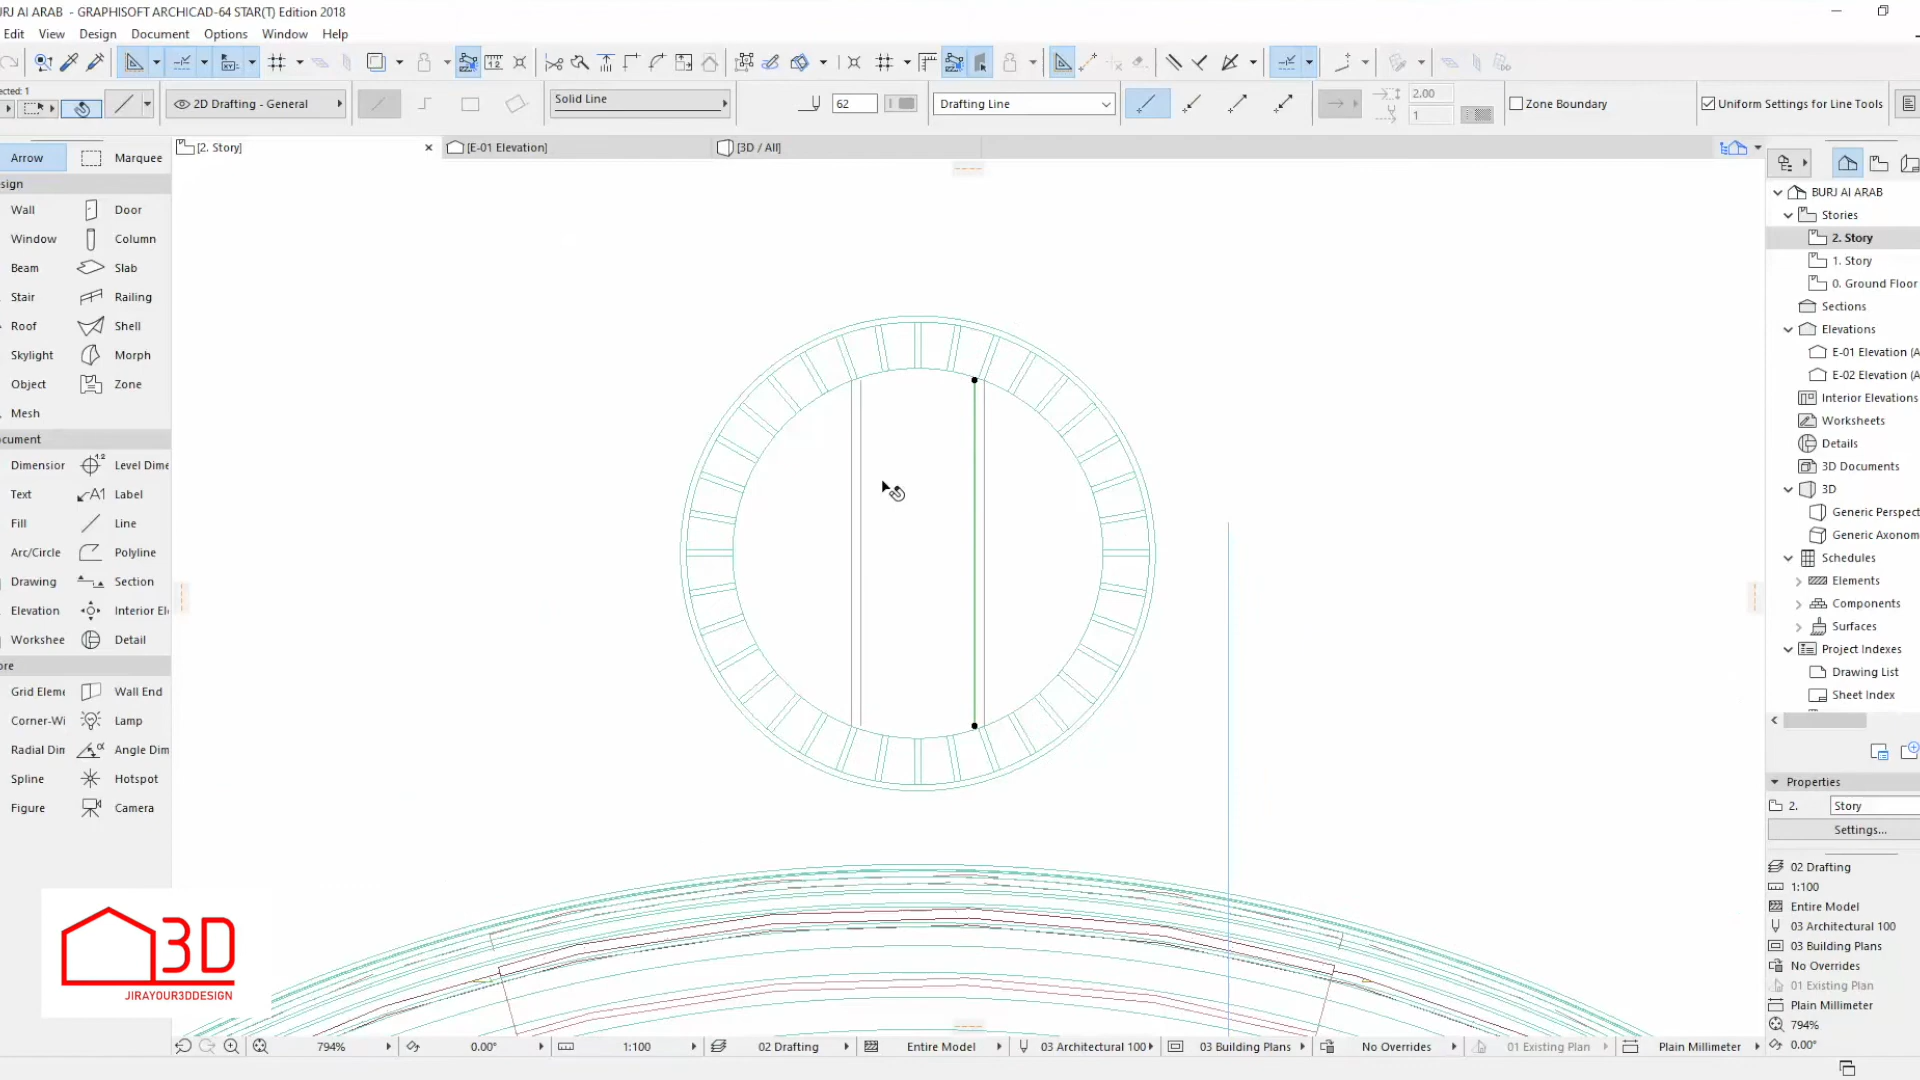 URJ AI ARAB - GRAPHISOFT ARCHICAD-64 STAR(T) Edition 2018
Edit View Design Document Options Window Help
ected: 1
2D Drafting - General
Solid Line
62
Drafting Line
2.00
1
Zone Boundary
Uniform Settings for Line Tools
[2. Story]
[E-01 Elevation]
[3D / All]
Arrow Marquee
sign
Wall Door
Window Column
Beam Slab
Stair Railing
Roof Shell
Skylight Morph
Object Zone
Mesh
cument
Dimension Level Dime
Text Label
Fill Line
Arc/Circle Polyline
Drawing Section
Elevation Interior El
Workshee Detail
ore
Grid Eleme Wall End
Corner-Wi Lamp
Radial Din Angle Dim
Spline Hotspot
Figure Camera
BURJ AI ARAB
Stories
2. Story
1. Story
0. Ground Floor
Sections
Elevations
E-01 Elevation (A
E-02 Elevation (A
Interior Elevations
Worksheets
Details
3D Documents
3D
Generic Perspect
Generic Axonom
Schedules
Elements
Components
Surfaces
Project Indexes
Drawing List
Sheet Index
Properties
2. Story
Settings...
02 Drafting
1:100
Entire Model
03 Architectural 100
03 Building Plans
No Overrides
01 Existing Plan
Plain Millimeter
794%
0.00°
3D
JIRAYOUR3DDESIGN
794% 0.00° 1:100 02 Drafting Entire Model 03 Architectural 100 03 Building Plans No Overrides 01 Existing Plan Plain Millimeter